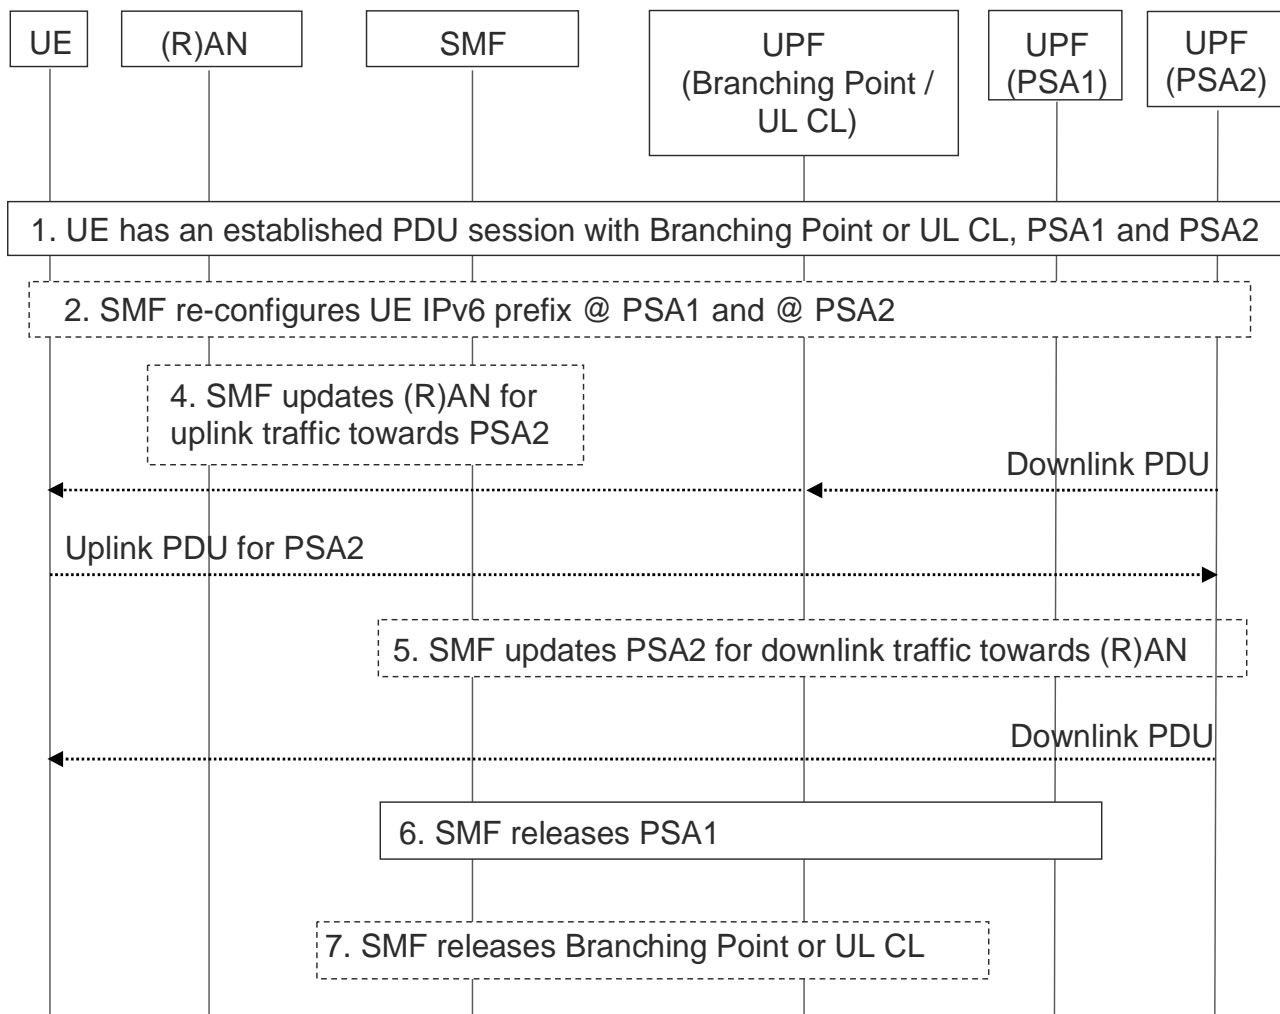 UE
(R)AN
SMF
UPF
(Branching Point /
UL CL)
UPF
(PSA1)
UPF
(PSA2)
1. UE has an established PDU session with Branching Point or UL CL, PSA1 and PSA2
2. SMF re-configures UE IPv6 prefix @ PSA1 and @ PSA2
4. SMF updates (R)AN for
uplink traffic towards PSA2
Downlink PDU
Uplink PDU for PSA2
5. SMF updates PSA2 for downlink traffic towards (R)AN
Downlink PDU
6. SMF releases PSA1
7. SMF releases Branching Point or UL CL